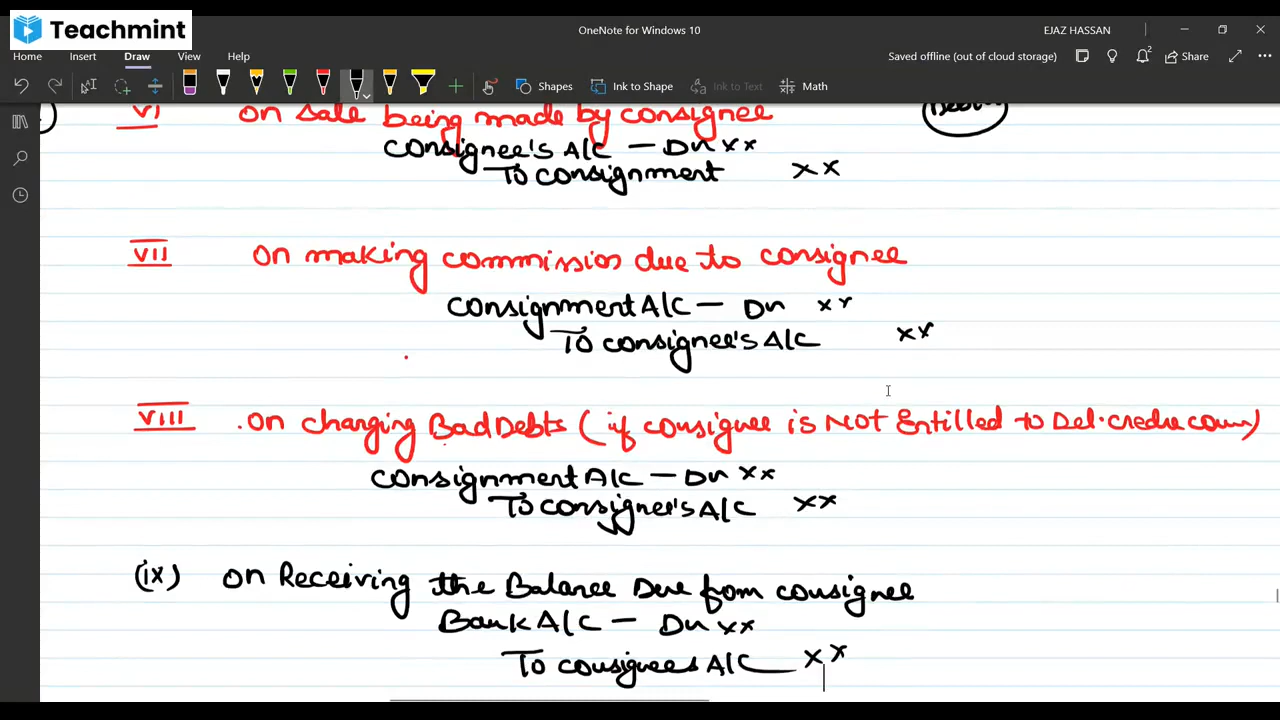 Teachmint
OneNote for Windows 10
EJAZ HASSAN
Home Insert Draw View Help
Saved offline (out of cloud storage)
Share
Shapes Ink to Shape Ink to Text Math
VI On sale being made by consignee
Consignee's A/C — Dr xx
To consignment xx
VII On making commission due to consignee
Consignment A/C — Dr xx
To consignee's A/C xx
VIII .On charging Bad Debts (if consignee is NOT Entilled to Del.credre comm)
Consignment A/C — Dr xx
To consignee's A/C xx
(ix) On Receiving the Balance Due from consignee
Bank A/C — Dr xx
To consignees A/C xx